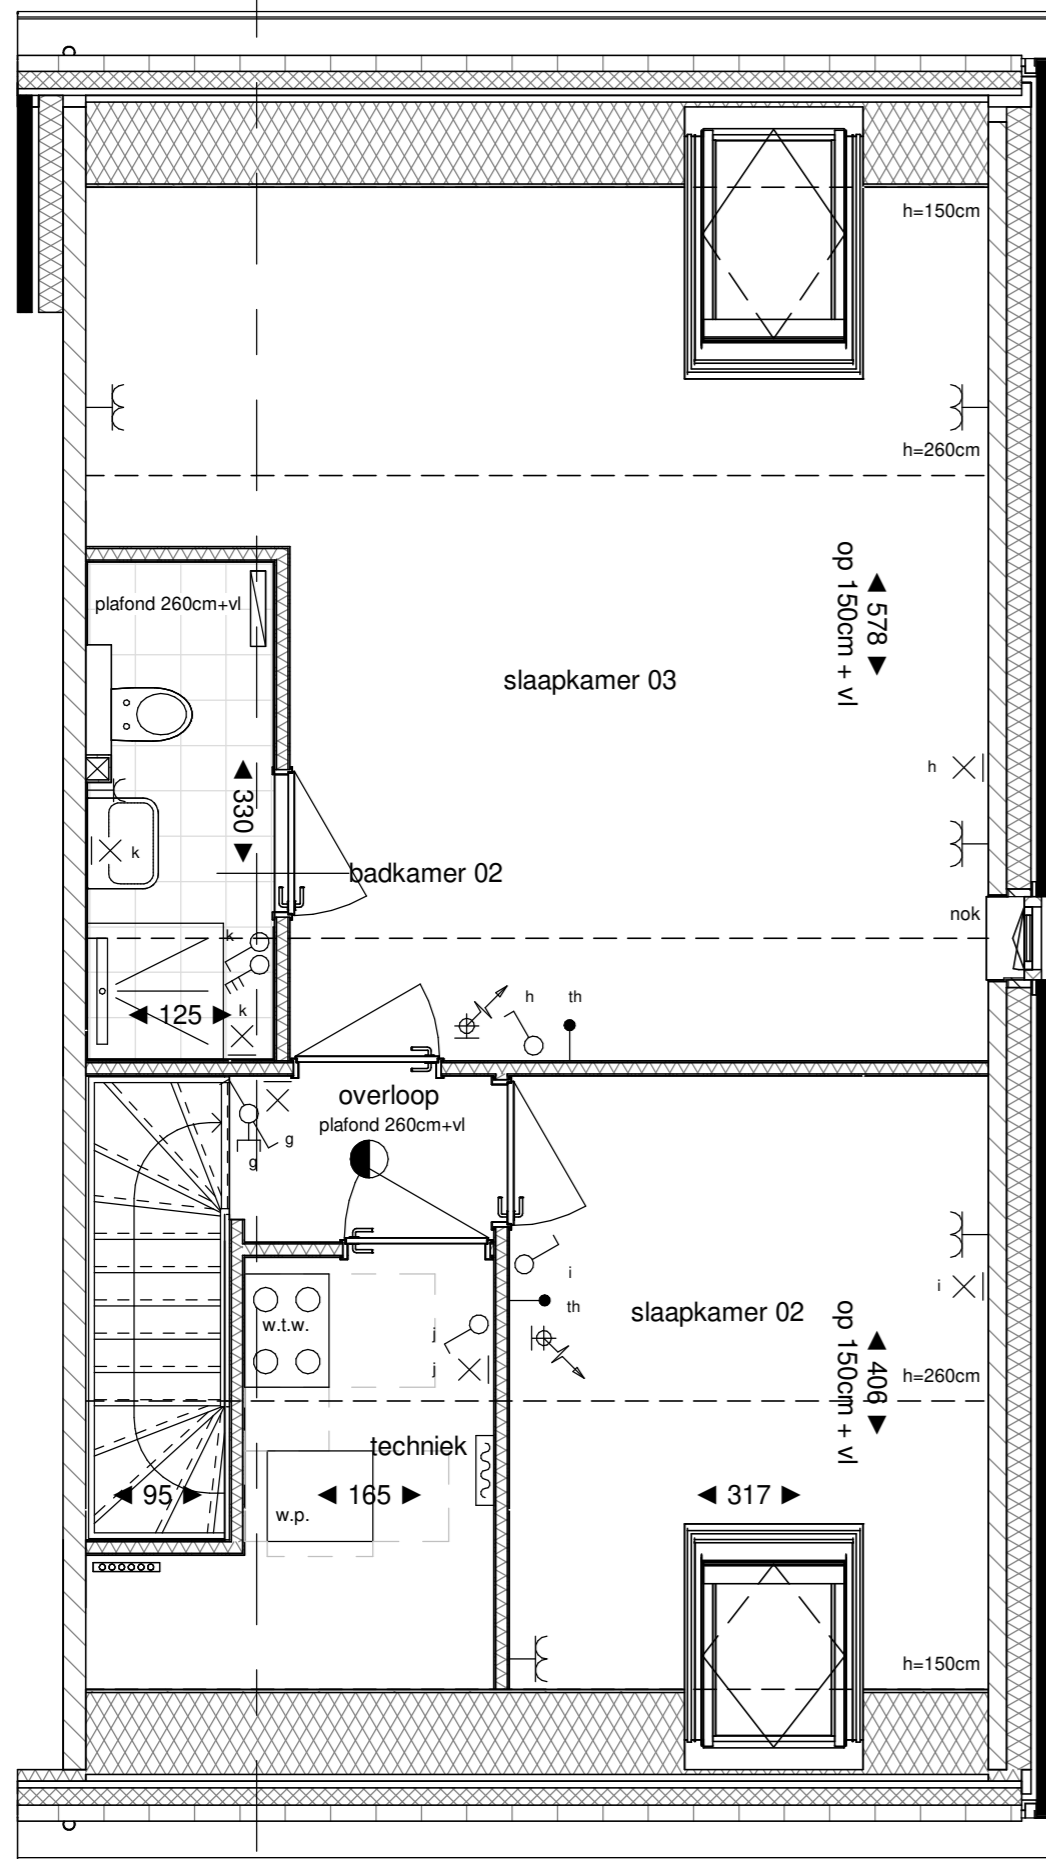 h=150cm
h=260cm
plafond 260cm+vl
◄ 578 ►
op 150cm + vl
slaapkamer 03
h
◄ 330 ►
k
badkamer 02
nok
k
◄ 125 ►
k
h
th
overloop
plafond 260cm+vl
g
g
i
th
slaapkamer 02
i
w.t.w.
j
j
◄ 406 ►
op 150cm + vl
h=260cm
techniek
◄ 95 ►
◄ 165 ►
◄ 317 ►
w.p.
h=150cm